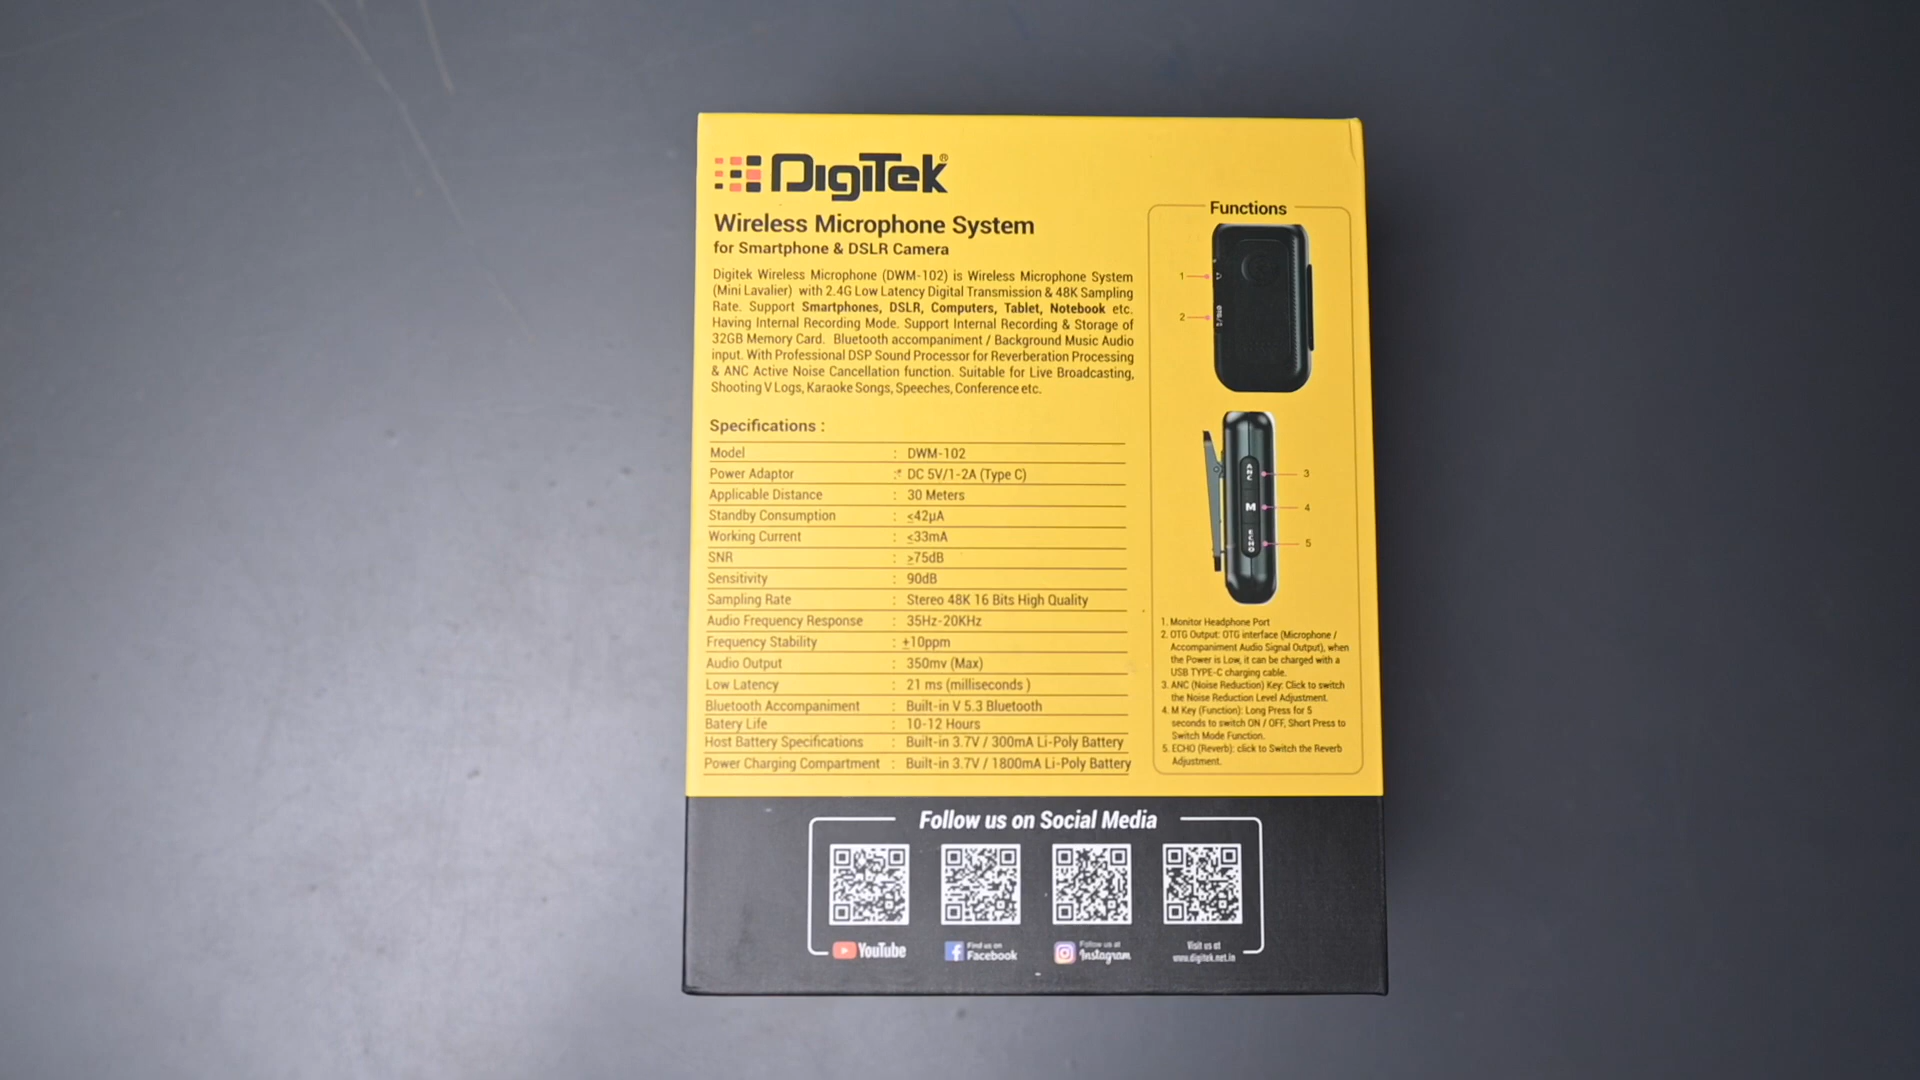 DigiTek®
Wireless Microphone System
for Smartphone & DSLR Camera
Digitek Wireless Microphone (DWM-102) is Wireless Microphone System
(Mini Lavalier) with 2.4G Low Latency Digital Transmission & 48K Sampling
Rate. Support Smartphones, DSLR, Computers, Tablet, Notebook etc.
Having Internal Recording Mode. Support Internal Recording & Storage of
32GB Memory Card. Bluetooth accompaniment / Background Music Audio
input. With Professional DSP Sound Processor for Reverberation Processing
& ANC Active Noise Cancellation function. Suitable for Live Broadcasting,
Shooting V Logs, Karaoke Songs, Speeches, Conference etc.
Specifications :
Model : DWM-102
Power Adaptor : DC 5V/1-2A (Type C)
Applicable Distance : 30 Meters
Standby Consumption : ≤42µA
Working Current : ≤33mA
SNR : ≥75dB
Sensitivity : 90dB
Sampling Rate : Stereo 48K 16 Bits High Quality
Audio Frequency Response : 35Hz-20KHz
Frequency Stability : ±10ppm
Audio Output : 350mv (Max)
Low Latency : 21 ms (milliseconds )
Bluetooth Accompaniment : Built-in V 5.3 Bluetooth
Batery Life : 10-12 Hours
Host Battery Specifications : Built-in 3.7V / 300mA Li-Poly Battery
Power Charging Compartment : Built-in 3.7V / 1800mA Li-Poly Battery
Functions
1
2
ANC
3
M
4
ECHO
5
1. Monitor Headphone Port
2. OTG Output: OTG interface (Microphone /
Accompaniment Audio Signal Output), when
the Power is Low, it can be charged with a
USB TYPE-C charging cable.
3. ANC (Noise Reduction) Key: Click to switch
the Noise Reduction Level Adjustment.
4. M Key (Function): Long Press for 5
seconds to switch ON / OFF, Short Press to
Switch Mode Function.
5. ECHO (Reverb): click to Switch the Reverb
Adjustment.
Follow us on Social Media
YouTube
Find us on
Facebook
Follow us at
Instagram
Visit us at
www.digitek.net.in